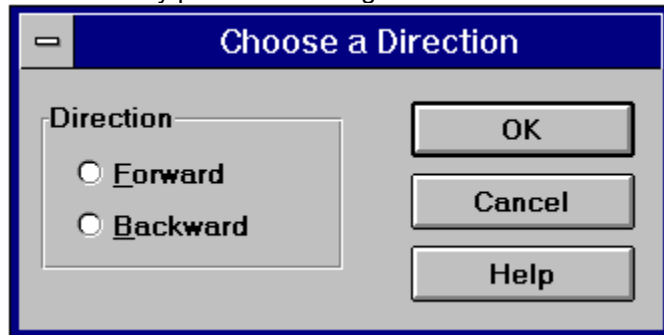 Choose a Direction
Direction
Forward
Backward
OK
Cancel
Help